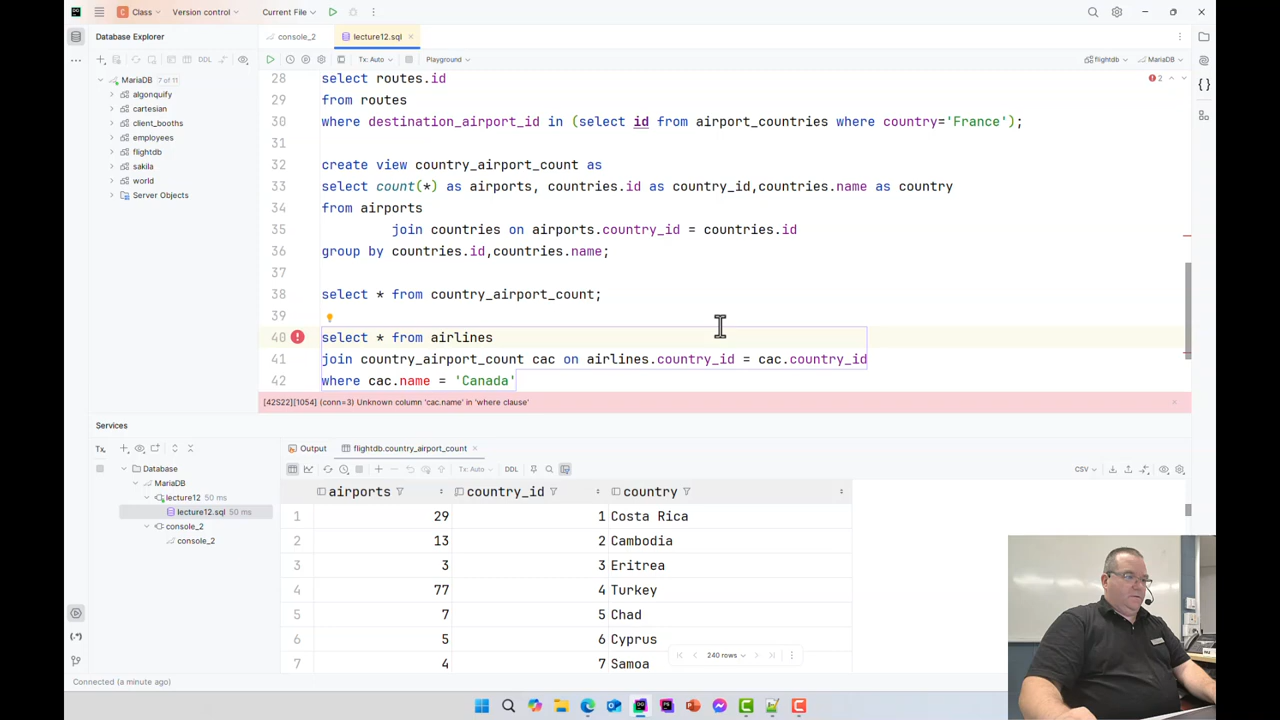 Class
Version control
Current File
Database Explorer
console_2
lecture12.sql
DDL
Tx: Auto
Playground
flightdb
MariaDB
MariaDB 7 of 11
algonquify
cartesian
client_booths
employees
flightdb
sakila
world
Server Objects
2
28 select routes.id
29 from routes
30 where destination_airport_id in (select id from airport_countries where country='France');
31
32 create view country_airport_count as
33 select count(*) as airports, countries.id as country_id,countries.name as country
34 from airports
35 join countries on airports.country_id = countries.id
36 group by countries.id,countries.name;
37
38 select * from country_airport_count;
39
40 select * from airlines
41 join country_airport_count cac on airlines.country_id = cac.country_id
42 where cac.name = 'Canada'
[42S22][1054] (conn=3) Unknown column 'cac.name' in 'where clause'
Services
Tx
Output
flightdb.country_airport_count
Database
MariaDB
lecture12 50 ms
lecture12.sql 50 ms
console_2
console_2
Tx: Auto
DDL
CSV
airports country_id country
1 29 1 Costa Rica
2 13 2 Cambodia
3 3 3 Eritrea
4 77 4 Turkey
5 7 5 Chad
6 5 6 Cyprus
7 4 7 Samoa
240 rows
Connected (a minute ago)